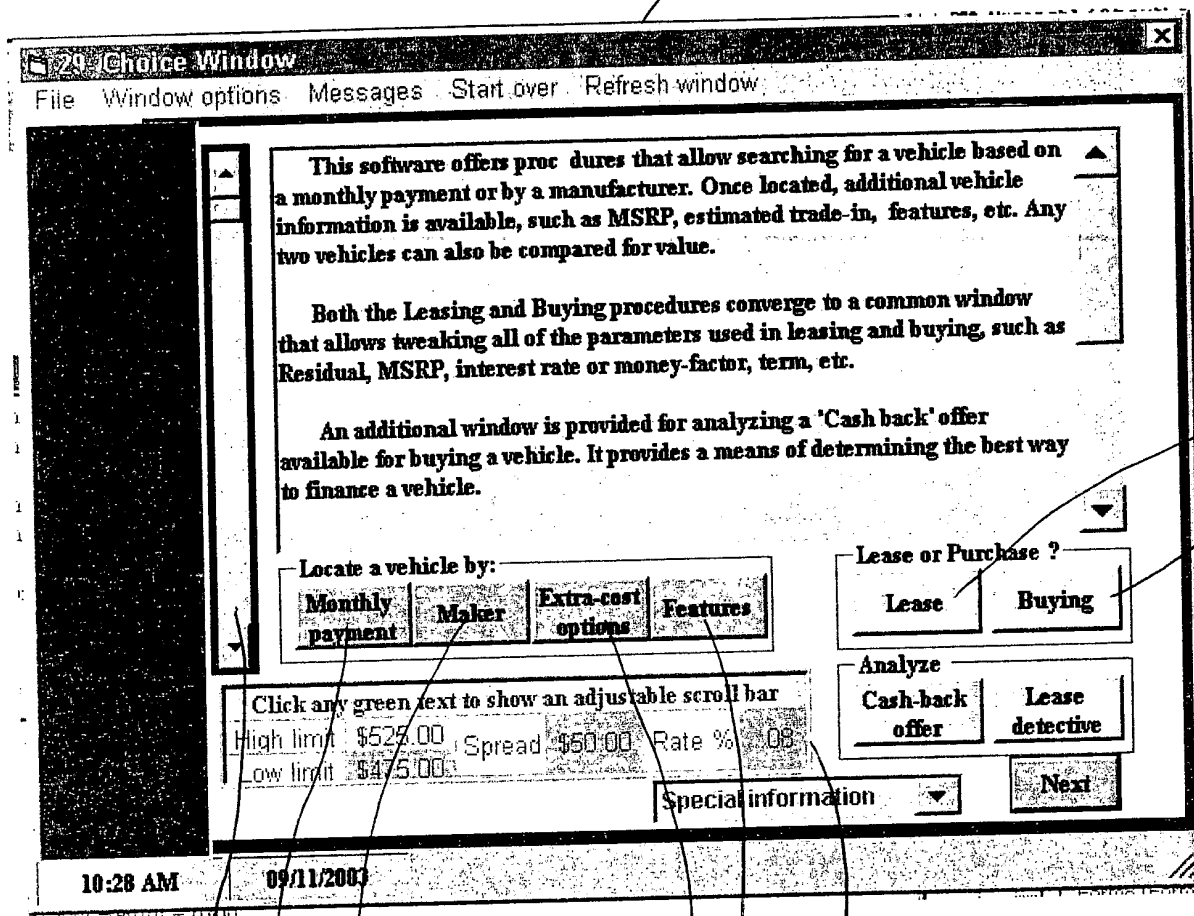 29- Choice Window
File Window options Messages Start over Refresh window
This software offers proc dures that allow searching for a vehicle based on
a monthly payment or by a manufacturer. Once located, additional vehicle
information is available, such as MSRP, estimated trade-in, features, etc. Any
two vehicles can also be compared for value.
Both the Leasing and Buying procedures converge to a common window
that allows tweaking all of the parameters used in leasing and buying, such as
Residual, MSRP, interest rate or money-factor, term, etc.
An additional window is provided for analyzing a 'Cash back' offer
available for buying a vehicle. It provides a means of determining the best way
to finance a vehicle.
Locate a vehicle by:
Monthly
payment
Maker
Extra-cost
options
Features
Lease or Purchase ?
Lease
Buying
Analyze
Cash-back
offer
Lease
detective
Click any green text to show an adjustable scroll bar
High limit $525.00 Spread $50.00 Rate % .08
Low limit $475.00
Special information
Next
10:28 AM 09/11/2003